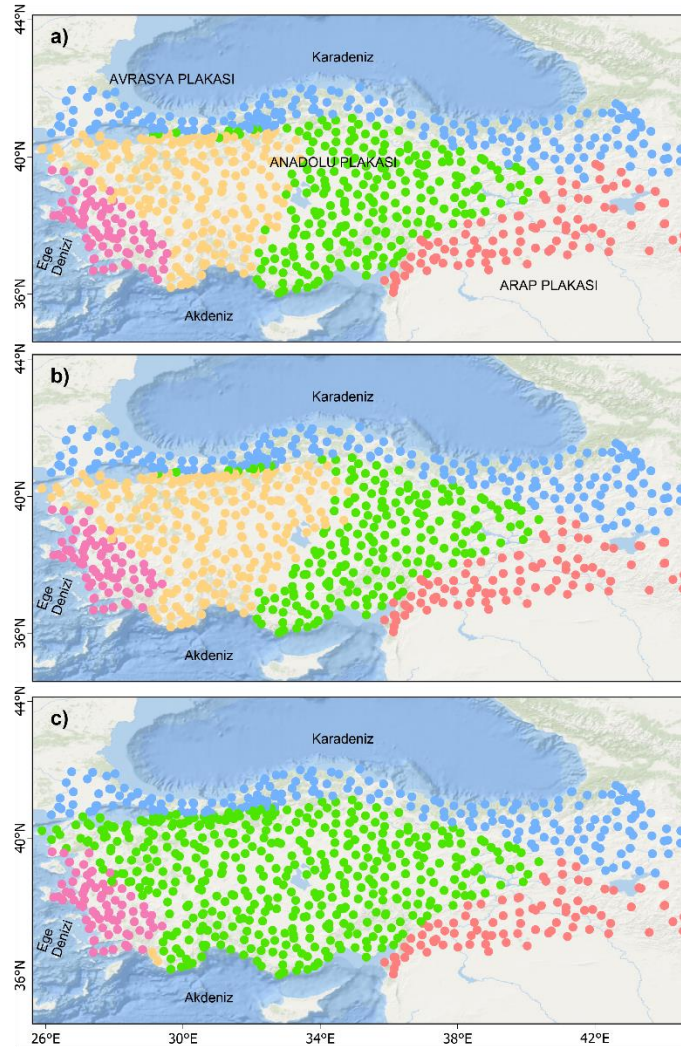 44°N
a)
Karadeniz
AVRASYA PLAKASI
40°N
ANADOLU PLAKASI
Ege
Denizi
36°N
ARAP PLAKASI
Akdeniz
44°N
b)
Karadeniz
40°N
Ege
Denizi
36°N
Akdeniz
44°N
c)
Karadeniz
40°N
Ege
Denizi
36°N
Akdeniz
26°E 30°E 34°E 38°E 42°E